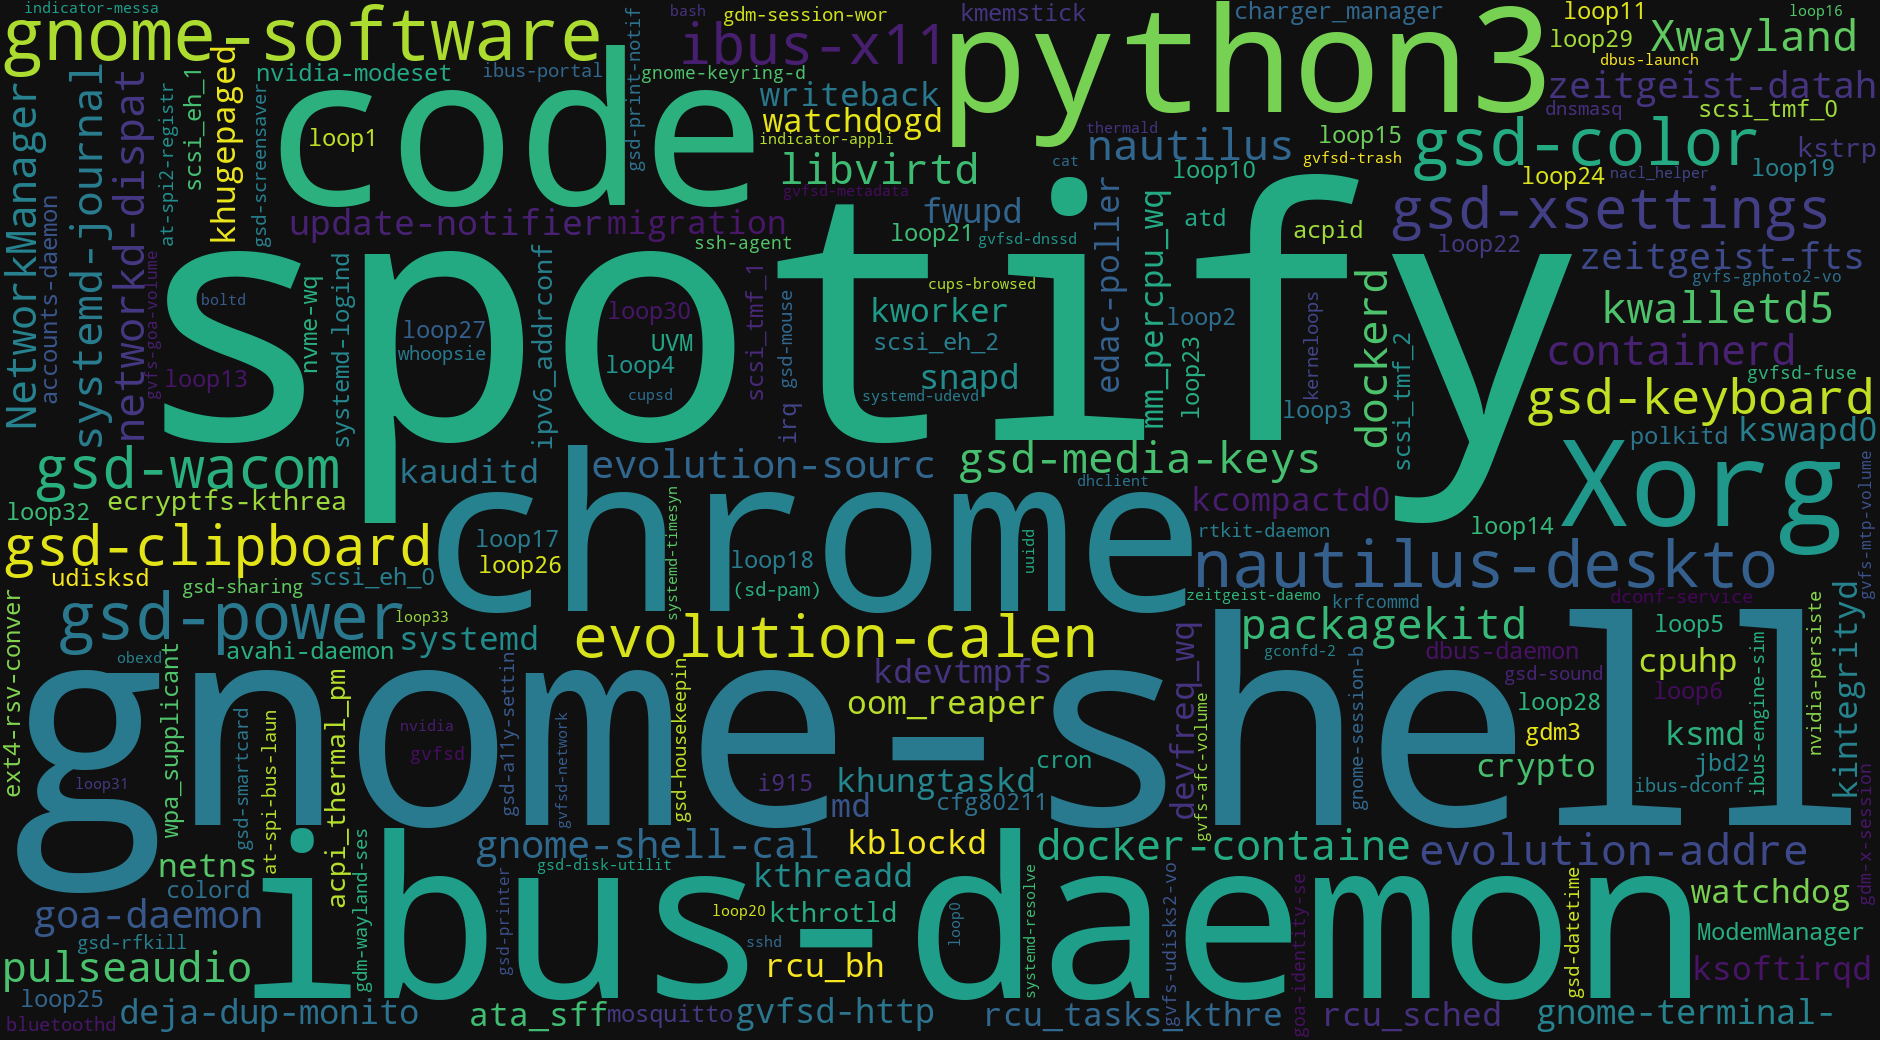 indicator-messa
bash
gdm-session-wor
kmemstick
charger_manager
loop11
loop16
gnome-software
ibus-x11
python3
loop29
Xwayland
dbus-launch
nvidia-modeset
ibus-portal
gsd-print-notif
gnome-keyring-d
writeback
zeitgeist-datah
NetworkManager
systemd-journal
networkd-dispat
at-spi2-registr
scsi_eh_1
khugepaged
gsd-screensaver
code
loop1
watchdogd
indicator-appli
thermald
dnsmasq
scsi_tmf_0
nautilus
loop15
gsd-color
kstrp
libvirtd
cat
gvfsd-trash
loop10
loop24
nacl_helper
loop19
gvfsd-metadata
accounts-daemon
update-notifier
migration
fwupd
edac-poller
mm_percpu_wq
atd
acpid
gsd-xsettings
ssh-agent
loop21
gvfsd-dnssd
loop22
zeitgeist-fts
gvfs-goa-volume
spotify
nvme-wq
systemd-logind
ipv6_addrconf
scsi_tmf_1
gsd-mouse
irq
cups-browsed
gvfs-gphoto2-vo
boltd
loop27
whoopsie
loop30
UVM
loop4
kworker
scsi_eh_2
loop2
loop23
kerneloops
dockerd
scsi_tmf_2
kwalletd5
containerd
loop13
cupsd
snapd
systemd-udevd
loop3
gvfsd-fuse
gsd-keyboard
polkitd
kswapd0
gsd-wacom
kauditd
evolution-sourc
gsd-media-keys
Xorg
gvfs-mtp-volume
dhclient
ecryptfs-kthrea
loop32
chrome
systemd-timesyn
kcompactd0
rtkit-daemon
loop14
gsd-clipboard
loop17
loop26
loop18
uuidd
nautilus-deskto
udisksd
gsd-sharing
scsi_eh_0
(sd-pam)
zeitgeist-daemo
krfcommd
dconf-service
ext4-rsv-conver
gsd-power
loop33
systemd
evolution-calen
devfreq_wq
packagekitd
loop5
ibus-engine-sim
nvidia-persiste
kintegrityd
avahi-daemon
obexd
wpa_supplicant
gconfd-2
gnome-session-b
dbus-daemon
cpuhp
gsd-sound
gnome-shell
gsd-a11y-settin
gsd-housekeepin
kdevtmpfs
oom_reaper
gvfs-afc-volume
loop28
loop6
gsd-smartcard
at-spi-bus-laun
acpi_thermal_pm
nvidia
gvfsd
gvfsd-network
gdm3
ksmd
cron
crypto
jbd2
loop31
i915
khungtaskd
ibus-dconf
md
cfg80211
gdm-x-session
netns
gdm-wayland-ses
gnome-shell-cal
gsd-disk-utilit
kblockd
docker-containe
evolution-addre
colord
ibus-daemon
gsd-printer
kthreadd
systemd-resolve
gvfs-udisks2-vo
goa-identity-se
gsd-datetime
watchdog
goa-daemon
loop20
kthrotld
loop0
ModemManager
gsd-rfkill
sshd
pulseaudio
rcu_bh
ksoftirqd
loop25
bluetoothd
deja-dup-monito
ata_sff
mosquitto
gvfsd-http
rcu_tasks_kthre
rcu_sched
gnome-terminal-